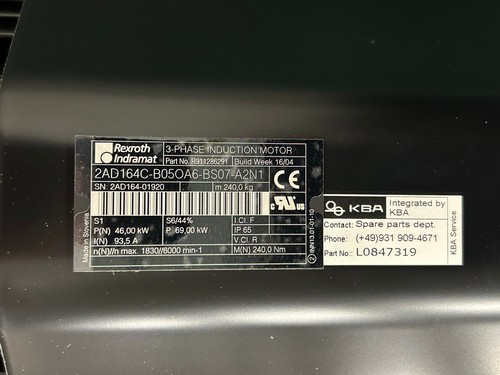 Rexroth
Indramat
3-PHASE INDUCTION MOTOR
Part No. R911286291 Build Week 16/04
2AD164C-B05OA6-BS07-A2N1
SN: 2AD164-01920 m 240,0 kg
CE
S1 S6/44% I.Cl. F
P(N) 46,00 kW P 69,00 kW IP 65
I(N) 93,5 A V.Cl. R
n(N)//n max. 1830//6000 min-1 M(N) 240,0 Nm
Made in Slovenia
KBA
Integrated by
KBA
Contact: Spare parts dept.
Phone: (+49)931 909-4671
Part No.: L0847319
KBA Service